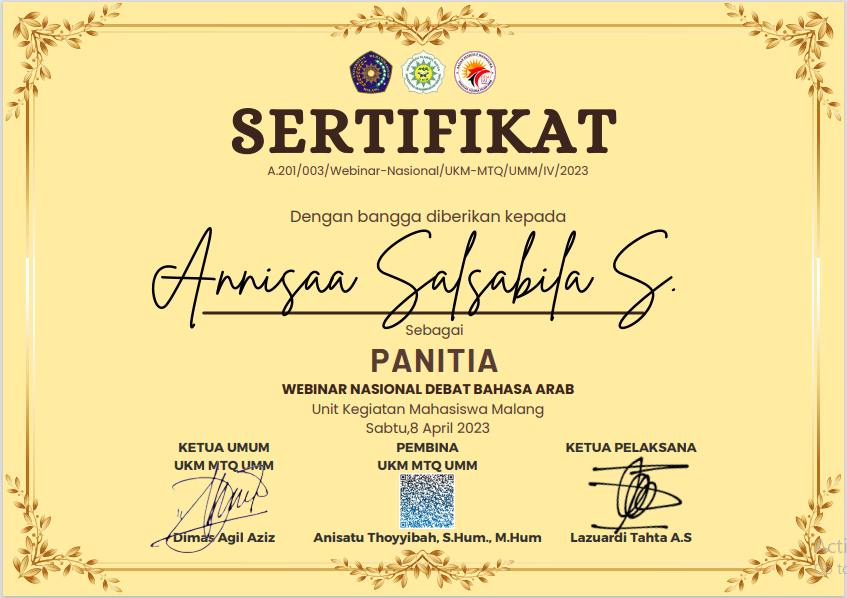 SERTIFIKAT
A.201/003/Webinar-Nasional/UKM-MTQ/UMM/IV/2023
Dengan bangga diberikan kepada
Annisaa Salsabila S.
Sebagai
PANITIA
WEBINAR NASIONAL DEBAT BAHASA ARAB
Unit Kegiatan Mahasiswa Malang
Sabtu,8 April 2023
KETUA UMUM
UKM MTQ UMM
Dimas Agil Aziz
PEMBINA
UKM MTQ UMM
Anisatu Thoyyibah, S.Hum., M.Hum
KETUA PELAKSANA
Lazuardi Tahta A.S